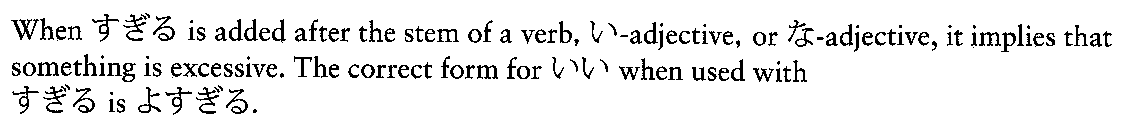 When すぎる is added after the stem of a verb, い-adjective, or な-adjective, it implies that
something is excessive. The correct form for いい when used with
すぎる is よすぎる.